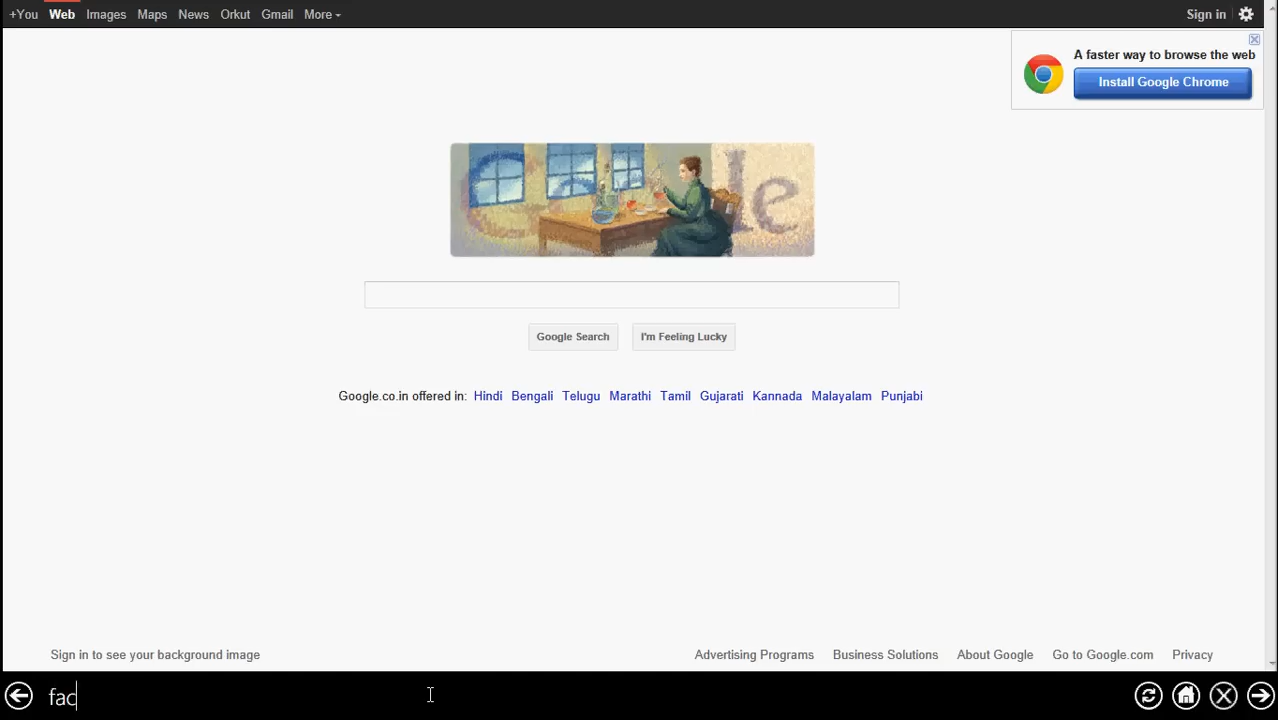 +You Web Images Maps News Orkut Gmail More Sign in
A faster way to browse the web
Install Google Chrome
Google
Google Search I'm Feeling Lucky
Google.co.in offered in: Hindi Bengali Telugu Marathi Tamil Gujarati Kannada Malayalam Punjabi
Sign in to see your background image Advertising Programs Business Solutions About Google Go to Google.com Privacy
fac